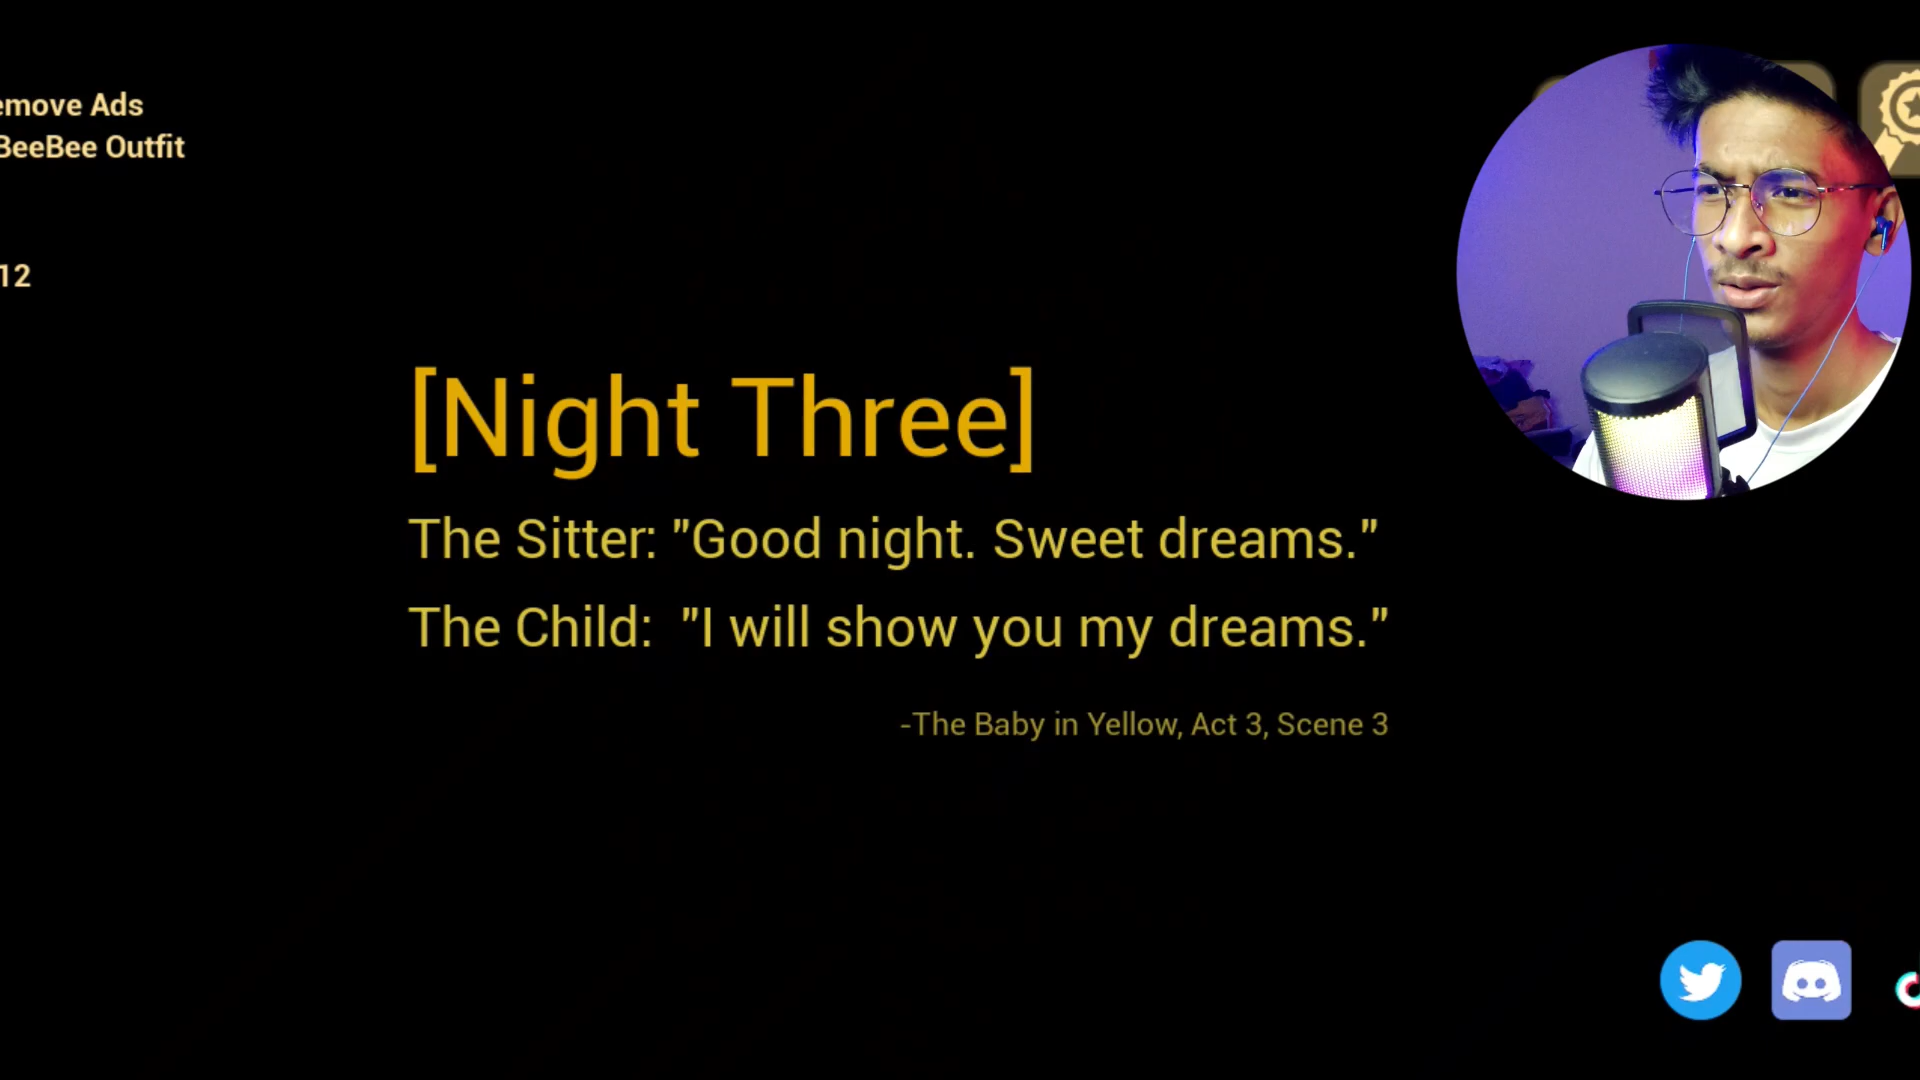 emove Ads
BeeBee Outfit
12
[Night Three]
The Sitter: "Good night. Sweet dreams."
The Child: "I will show you my dreams."
-The Baby in Yellow, Act 3, Scene 3